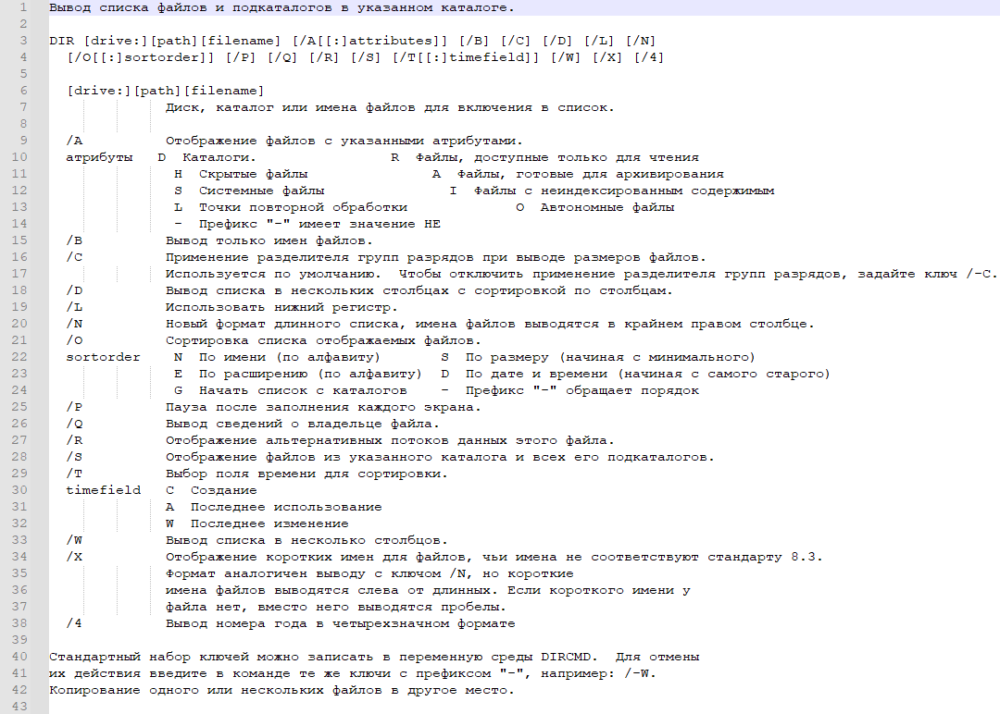 1 Вывод списка файлов и подкаталогов в указанном каталоге.
2
3 DIR [drive:][path][filename] [/A[[:]attributes]] [/B] [/C] [/D] [/L] [/N]
4 [/O[[:]sortorder]] [/P] [/Q] [/R] [/S] [/T[[:]timefield]] [/W] [/X] [/4]
5
6 [drive:][path][filename]
7 Диск, каталог или имена файлов для включения в список.
8
9 /A Отображение файлов с указанными атрибутами.
10 атрибуты D Каталоги. R Файлы, доступные только для чтения
11 H Скрытые файлы A Файлы, готовые для архивирования
12 S Системные файлы I Файлы с неиндексированным содержимым
13 L Точки повторной обработки O Автономные файлы
14 - Префикс "-" имеет значение НЕ
15 /B Вывод только имен файлов.
16 /C Применение разделителя групп разрядов при выводе размеров файлов.
17 Используется по умолчанию. Чтобы отключить применение разделителя групп разрядов, задайте ключ /-C.
18 /D Вывод списка в нескольких столбцах с сортировкой по столбцам.
19 /L Использовать нижний регистр.
20 /N Новый формат длинного списка, имена файлов выводятся в крайнем правом столбце.
21 /O Сортировка списка отображаемых файлов.
22 sortorder N По имени (по алфавиту) S По размеру (начиная с минимального)
23 E По расширению (по алфавиту) D По дате и времени (начиная с самого старого)
24 G Начать список с каталогов - Префикс "-" обращает порядок
25 /P Пауза после заполнения каждого экрана.
26 /Q Вывод сведений о владельце файла.
27 /R Отображение альтернативных потоков данных этого файла.
28 /S Отображение файлов из указанного каталога и всех его подкаталогов.
29 /T Выбор поля времени для сортировки.
30 timefield C Создание
31 A Последнее использование
32 W Последнее изменение
33 /W Вывод списка в несколько столбцов.
34 /X Отображение коротких имен для файлов, чьи имена не соответствуют стандарту 8.3.
35 Формат аналогичен выводу с ключом /N, но короткие
36 имена файлов выводятся слева от длинных. Если короткого имени у
37 файла нет, вместо него выводятся пробелы.
38 /4 Вывод номера года в четырехзначном формате
39
40 Стандартный набор ключей можно записать в переменную среды DIRCMD. Для отмены
41 их действия введите в команде те же ключи с префиксом "-", например: /-W.
42 Копирование одного или нескольких файлов в другое место.
43